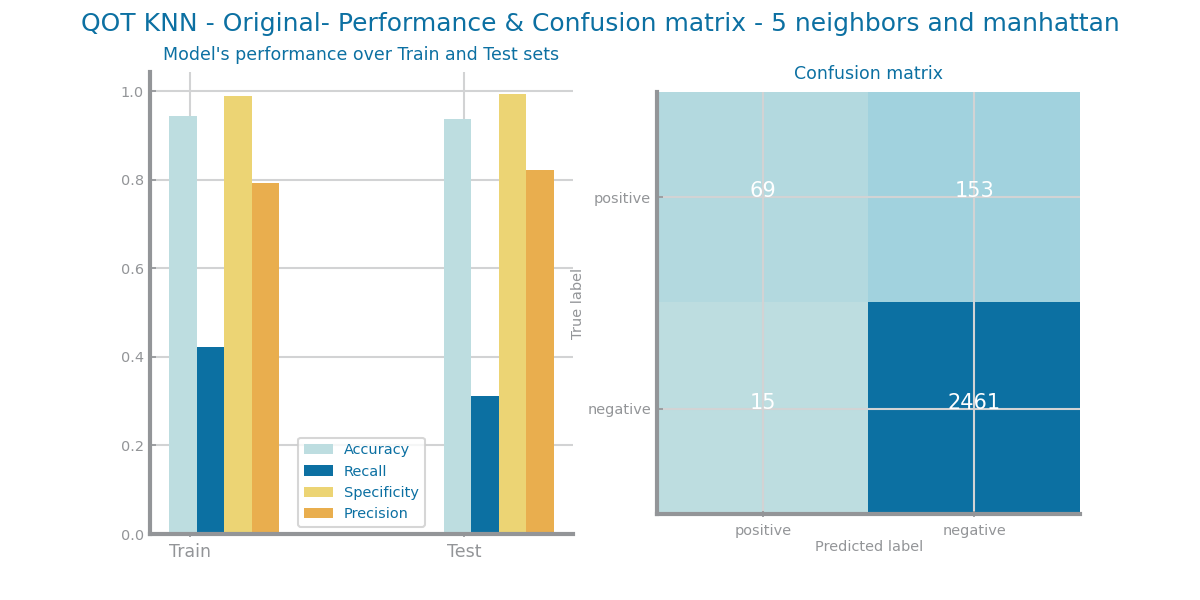 QOT KNN - Original- Performance & Confusion matrix - 5 neighbors and manhattan
Model's performance over Train and Test sets
1.0
0.8
0.6
0.4
0.2
0.0
Train
Test
Accuracy
Recall
Specificity
Precision
Confusion matrix
True label
positive
negative
69
153
15
2461
positive
negative
Predicted label